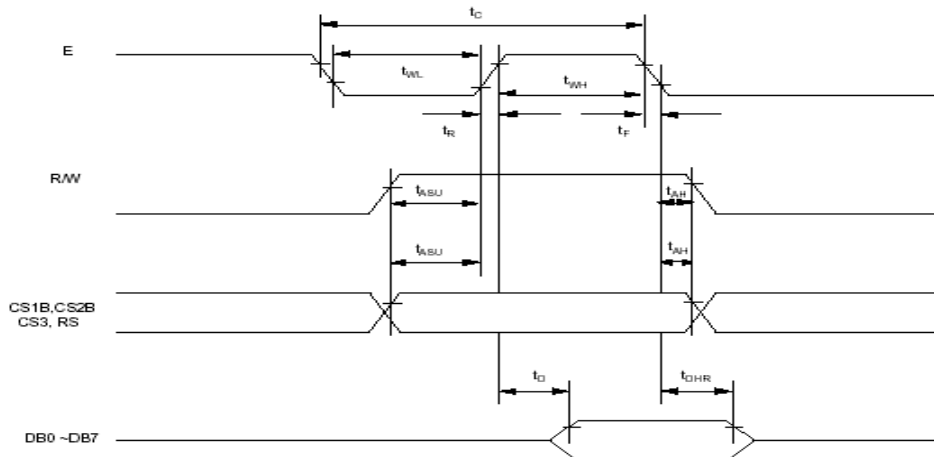 tC
E
tWL
tWH
tR
tF
R/W
tASU
tAH
tASU
tAH
CS1B,CS2B
CS3, RS
tD
tDHR
DB0 ~DB7